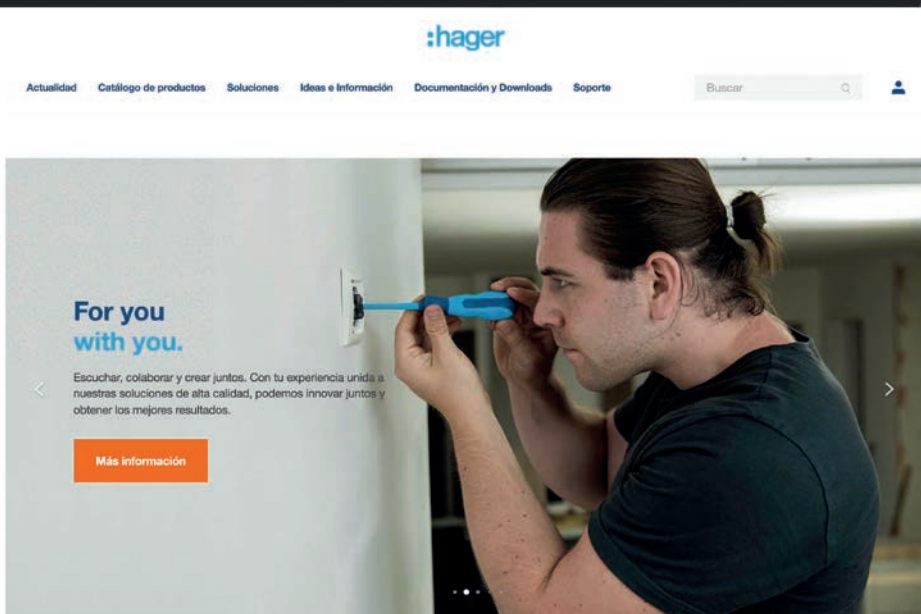 :hager
Actualidad Catálogo de productos Soluciones Ideas e Información Documentación y Downloads Soporte Buscar
For you
with you.
Escuchar, colaborar y crear juntos. Con tu experiencia unida a
nuestras soluciones de alta calidad, podemos innovar juntos y
obtener los mejores resultados.
Más información